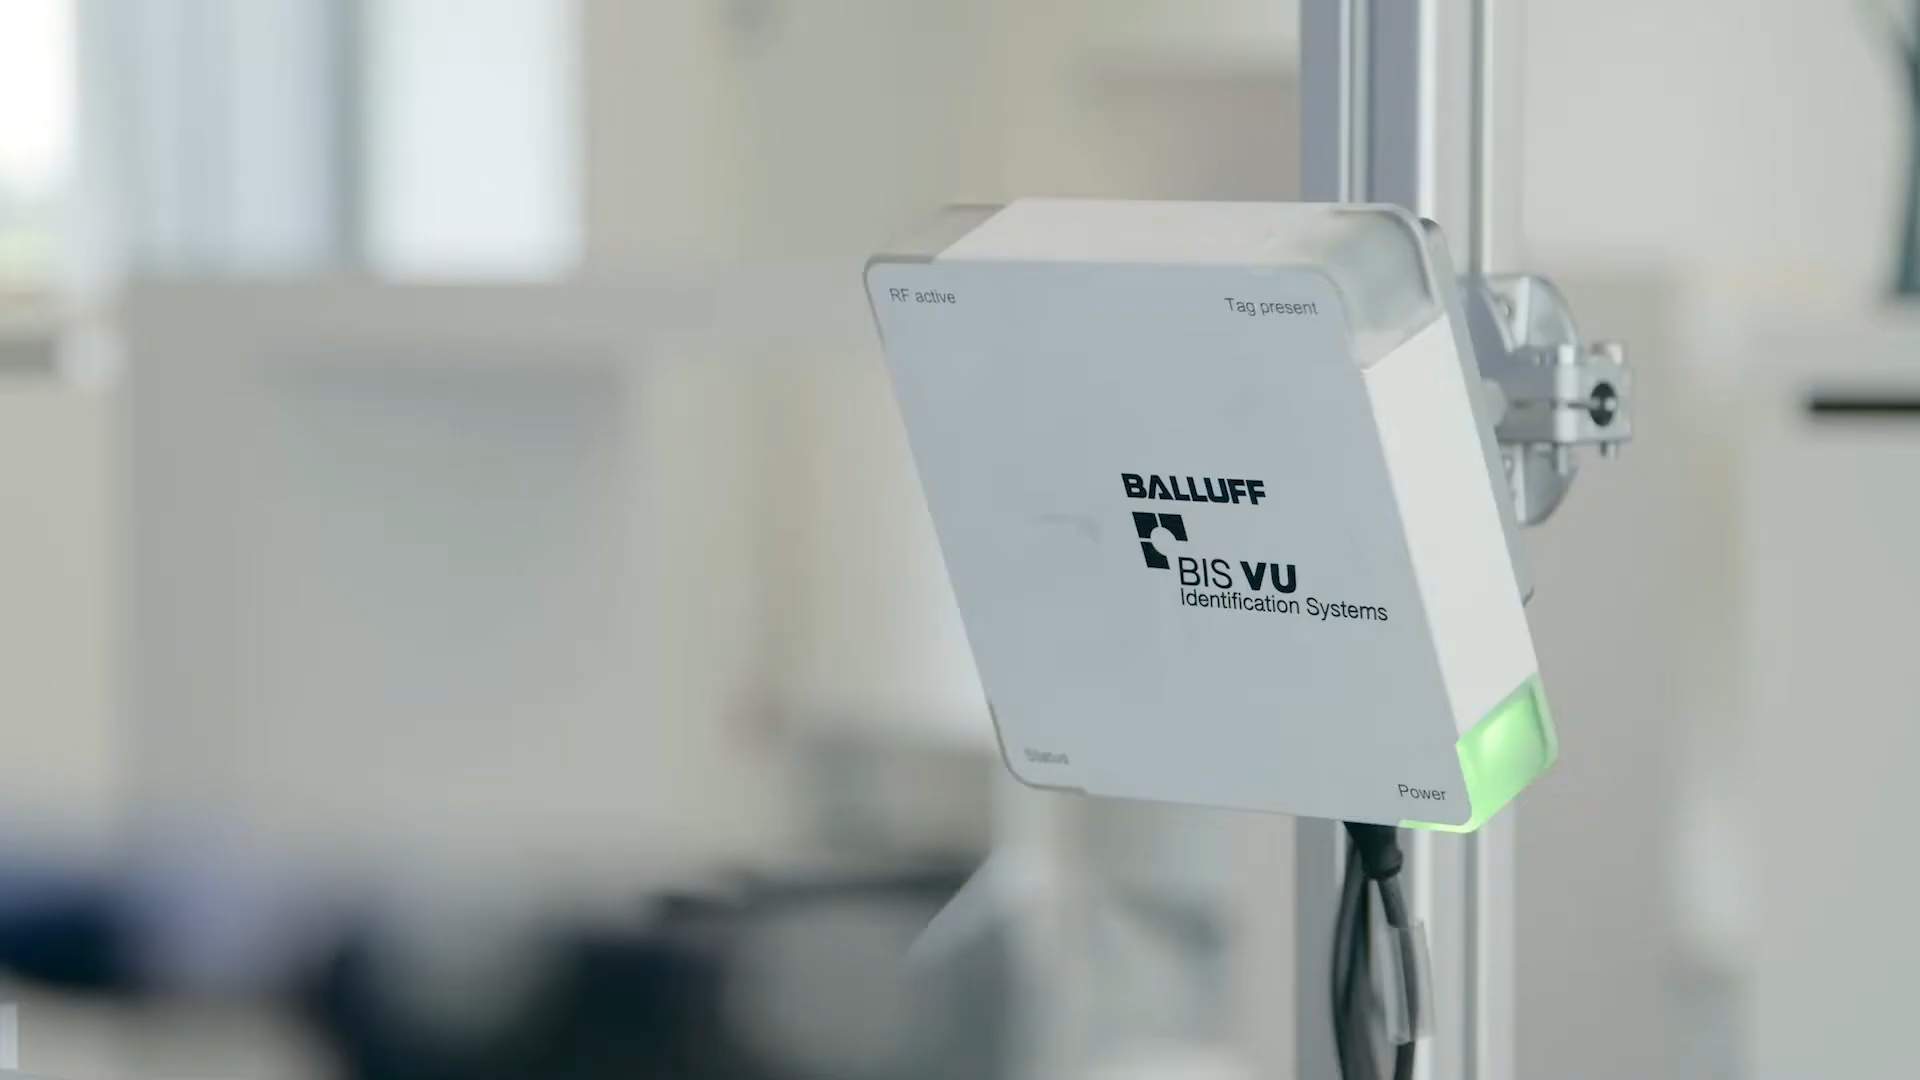 RF active
Tag present
BALLUFF
BIS VU
Identification Systems
Status
Power